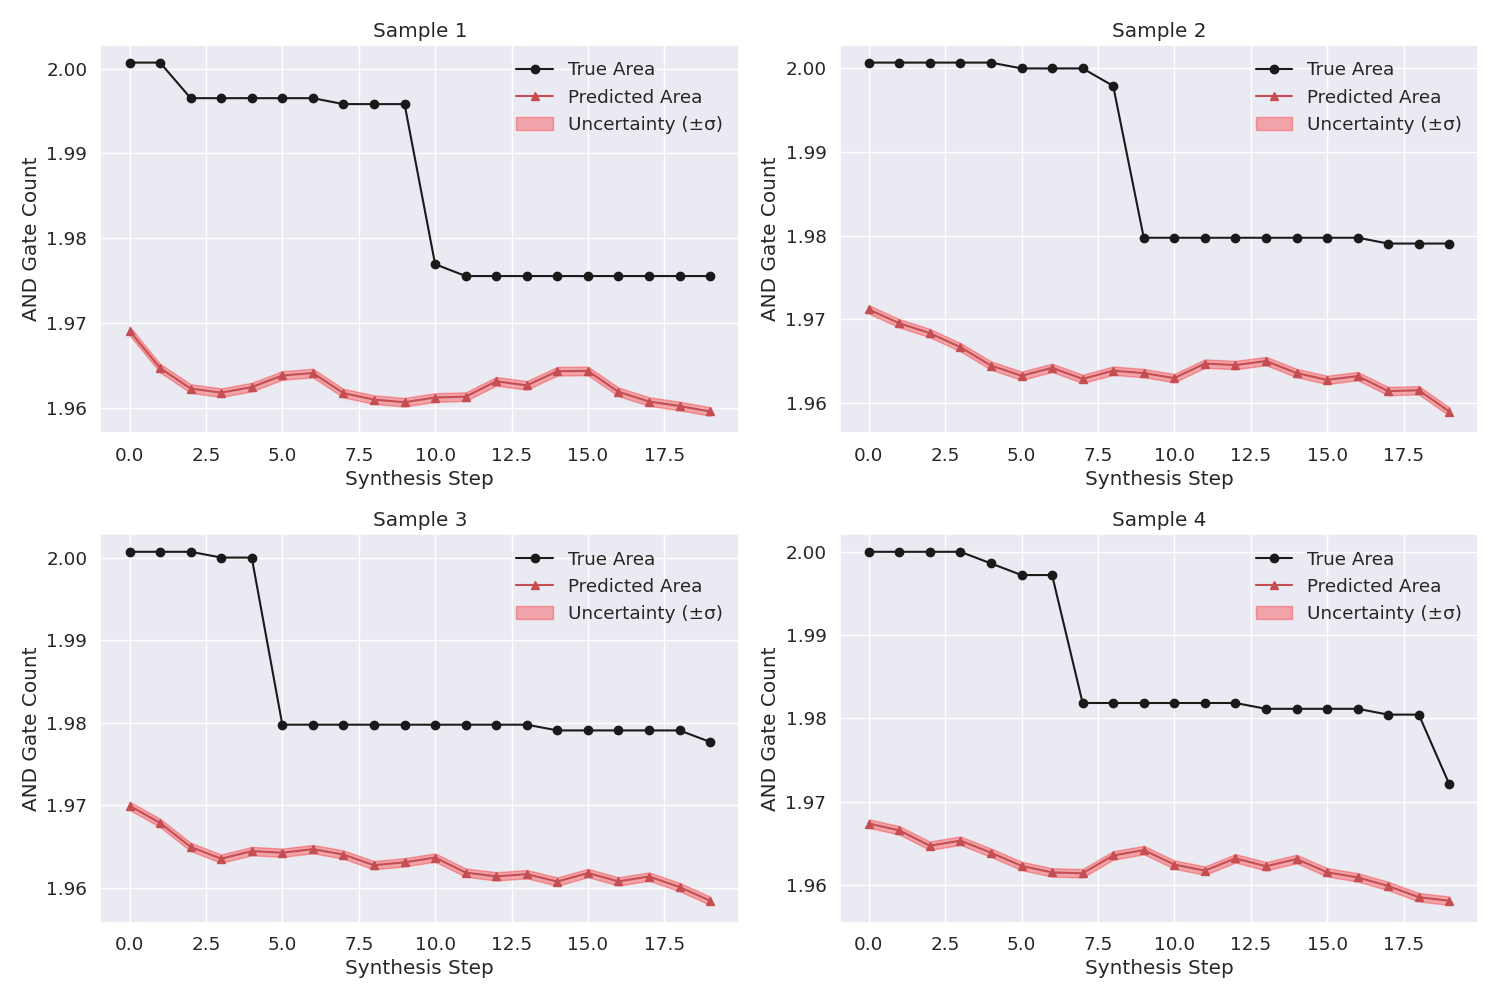 Sample 1
2.00
1.99
1.98
1.97
1.96
AND Gate Count
True Area
Predicted Area
Uncertainty (±σ)
0.0 2.5 5.0 7.5 10.0 12.5 15.0 17.5
Synthesis Step
Sample 2
2.00
1.99
1.98
1.97
1.96
AND Gate Count
True Area
Predicted Area
Uncertainty (±σ)
0.0 2.5 5.0 7.5 10.0 12.5 15.0 17.5
Synthesis Step
Sample 3
2.00
1.99
1.98
1.97
1.96
AND Gate Count
True Area
Predicted Area
Uncertainty (±σ)
0.0 2.5 5.0 7.5 10.0 12.5 15.0 17.5
Synthesis Step
Sample 4
2.00
1.99
1.98
1.97
1.96
AND Gate Count
True Area
Predicted Area
Uncertainty (±σ)
0.0 2.5 5.0 7.5 10.0 12.5 15.0 17.5
Synthesis Step